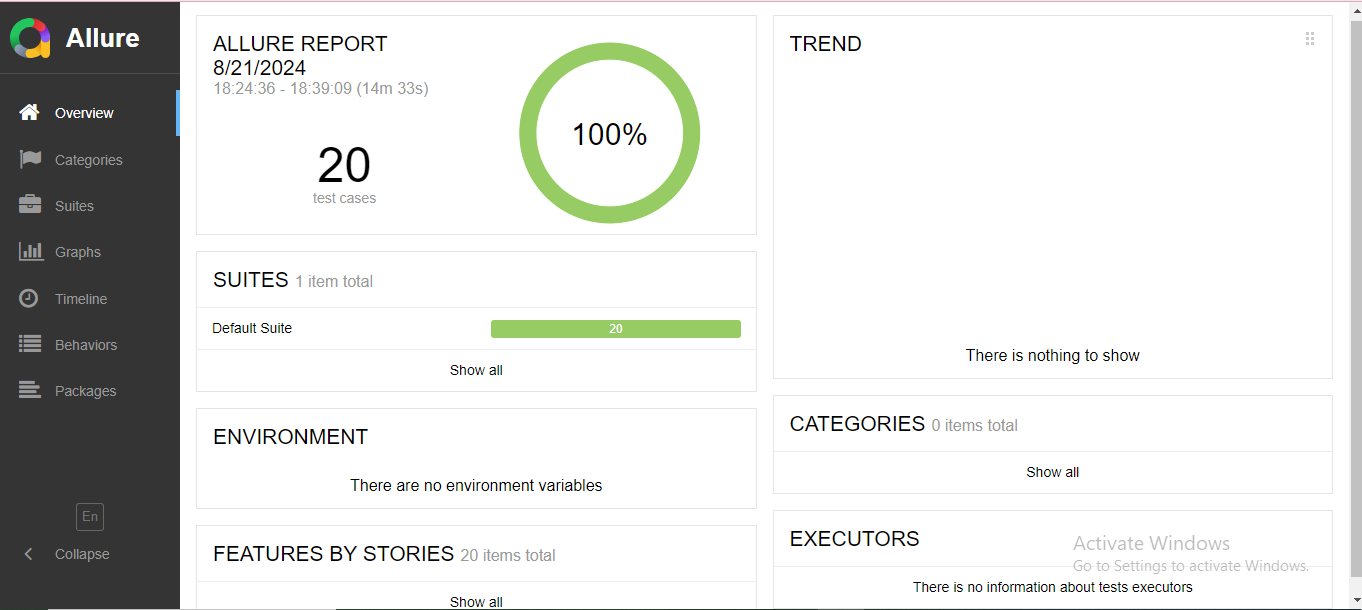 Allure
Overview
Categories
Suites
Graphs
Timeline
Behaviors
Packages
En
Collapse
ALLURE REPORT
8/21/2024
18:24:36 - 18:39:09 (14m 33s)
20
test cases
100%
SUITES 1 item total
Default Suite 20
Show all
ENVIRONMENT
There are no environment variables
FEATURES BY STORIES 20 items total
Show all
TREND
There is nothing to show
CATEGORIES 0 items total
Show all
EXECUTORS
There is no information about tests executors
Activate Windows
Go to Settings to activate Windows.